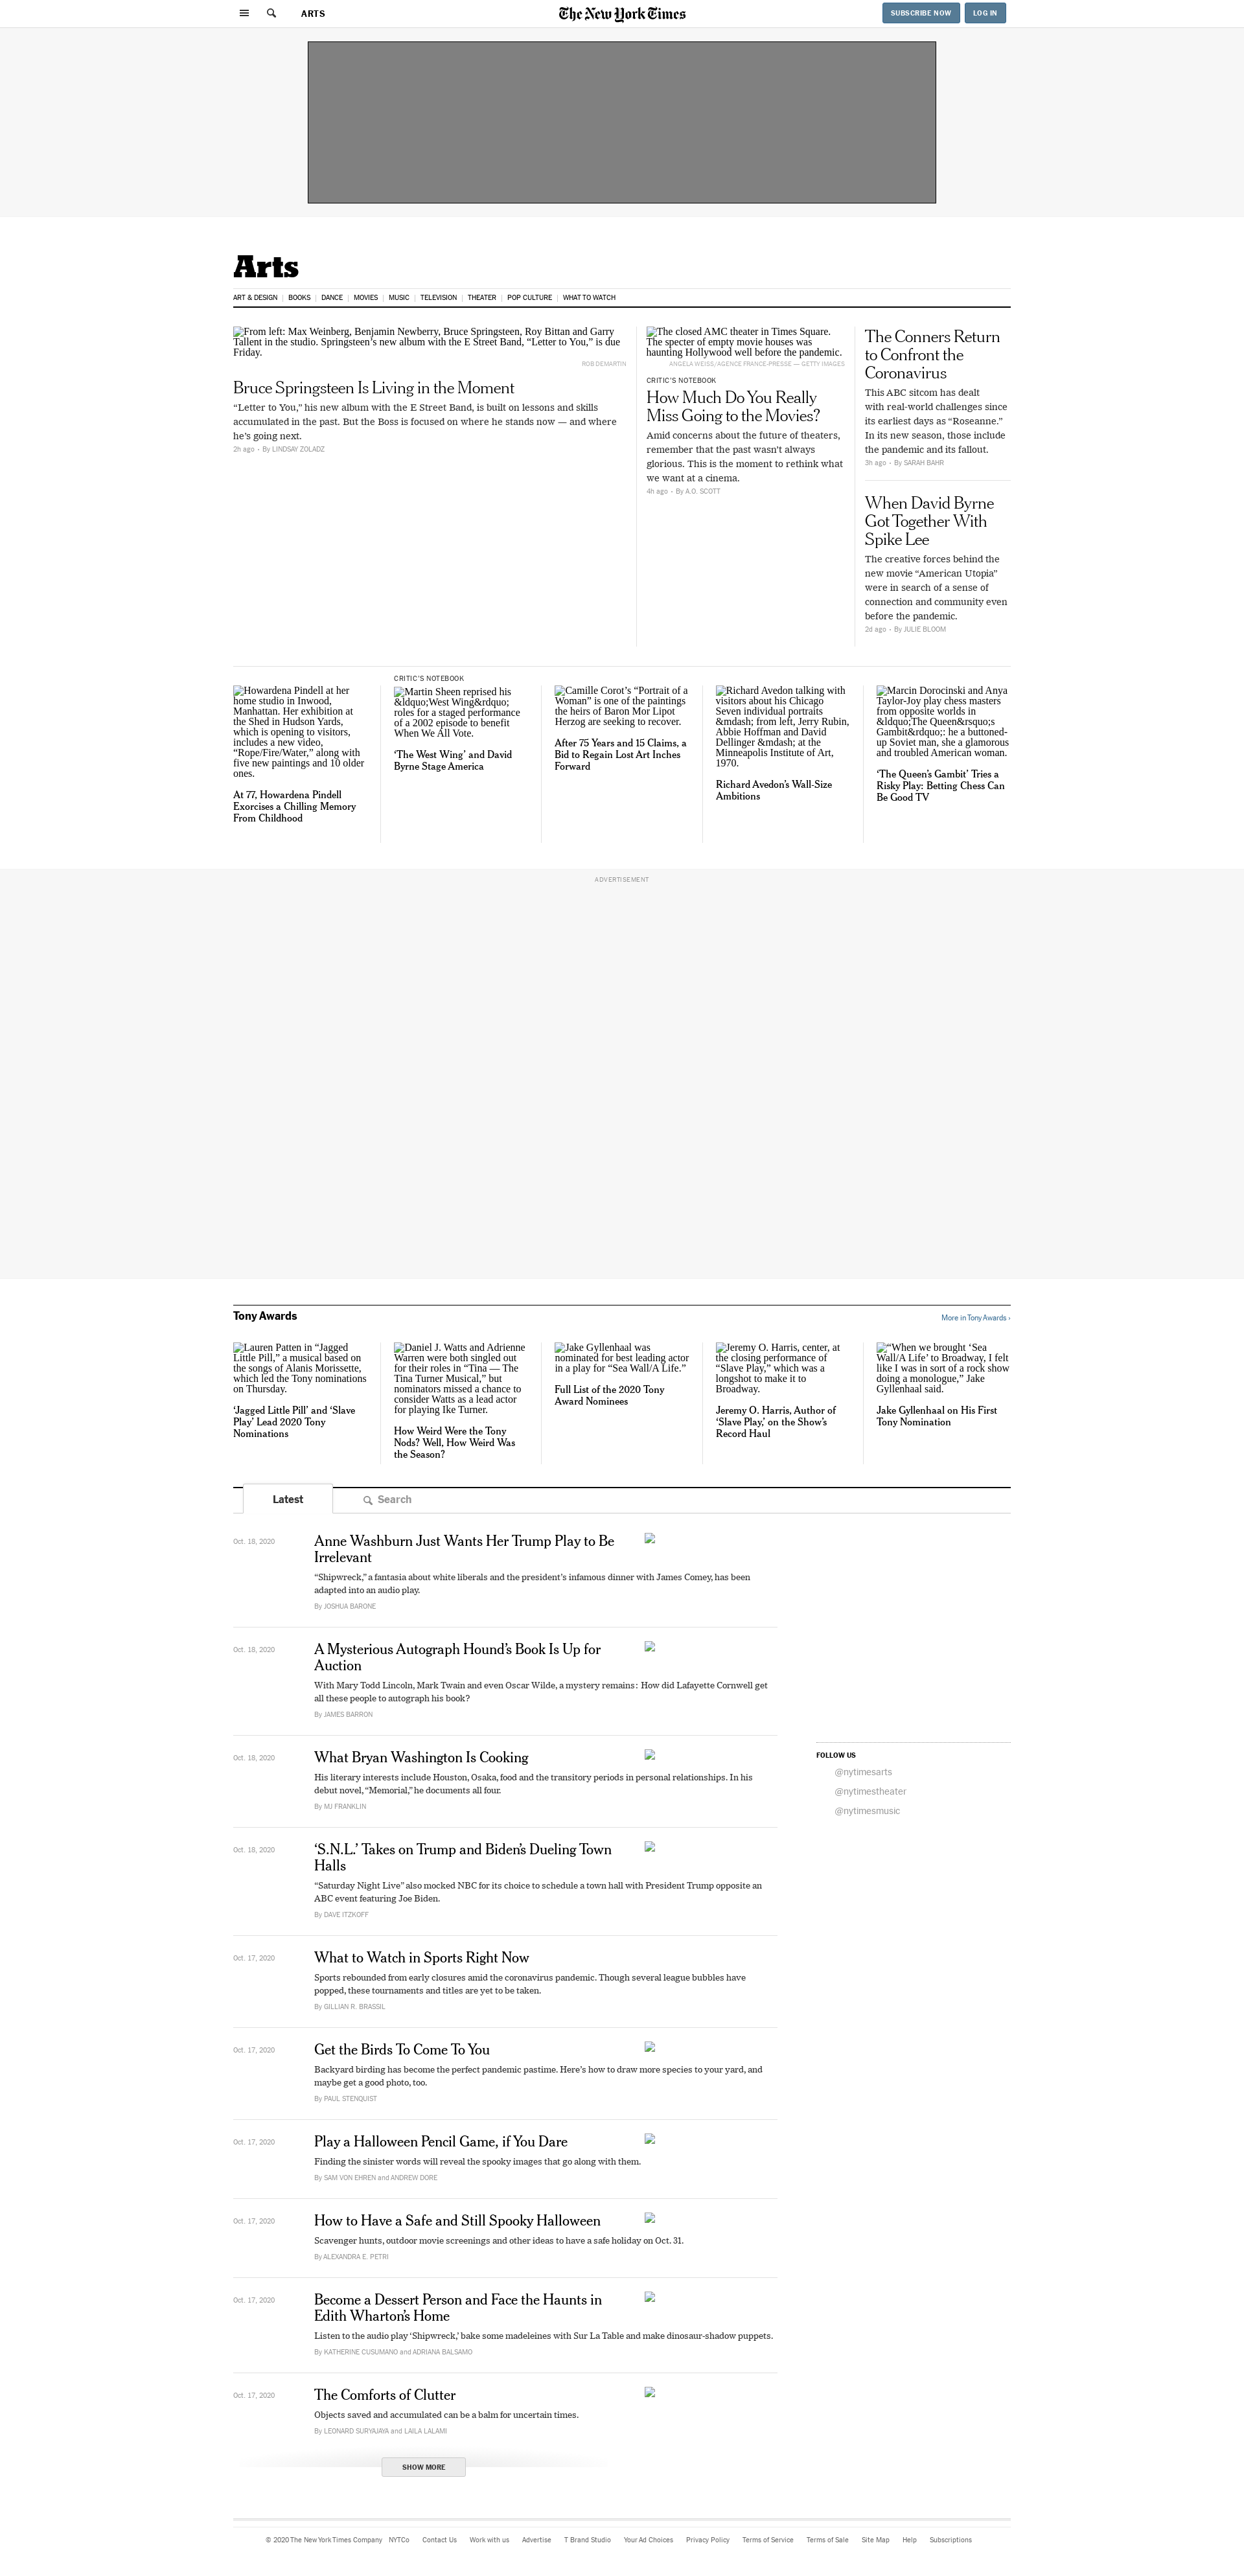 ARTS
The New York Times
SUBSCRIBE NOW
LOG IN
Arts
ART & DESIGN
BOOKS
DANCE
MOVIES
MUSIC
TELEVISION
THEATER
POP CULTURE
WHAT TO WATCH
From left: Max Weinberg, Benjamin Newberry, Bruce Springsteen, Roy Bittan and Garry
Tallent in the studio. Springsteen's new album with the E Street Band, “Letter to You,” is due
Friday.
ROB DEMARTIN
Bruce Springsteen Is Living in the Moment
“Letter to You,” his new album with the E Street Band, is built on lessons and skills
accumulated in the past. But the Boss is focused on where he stands now — and where
he’s going next.
2h ago • By LINDSAY ZOLADZ
The closed AMC theater in Times Square.
The specter of empty movie houses was
haunting Hollywood well before the pandemic.
ANGELA WEISS/AGENCE FRANCE-PRESSE — GETTY IMAGES
CRITIC’S NOTEBOOK
How Much Do You Really
Miss Going to the Movies?
Amid concerns about the future of theaters,
remember that the past wasn’t always
glorious. This is the moment to rethink what
we want at a cinema.
4h ago • By A.O. SCOTT
The Conners Return
to Confront the
Coronavirus
This ABC sitcom has dealt
with real-world challenges since
its earliest days as “Roseanne.”
In its new season, those include
the pandemic and its fallout.
3h ago • By SARAH BAHR
When David Byrne
Got Together With
Spike Lee
The creative forces behind the
new movie “American Utopia”
were in search of a sense of
connection and community even
before the pandemic.
2d ago • By JULIE BLOOM
Howardena Pindell at her
home studio in Inwood,
Manhattan. Her exhibition at
the Shed in Hudson Yards,
which is opening to visitors,
includes a new video,
“Rope/Fire/Water,” along with
five new paintings and 10 older
ones.
At 77, Howardena Pindell
Exorcises a Chilling Memory
From Childhood
CRITIC’S NOTEBOOK
Martin Sheen reprised his
&ldquo;West Wing&rdquo;
roles for a staged performance
of a 2002 episode to benefit
When We All Vote.
‘The West Wing’ and David
Byrne Stage America
Camille Corot’s “Portrait of a
Woman” is one of the paintings
the heirs of Baron Mor Lipot
Herzog are seeking to recover.
After 75 Years and 15 Claims, a
Bid to Regain Lost Art Inches
Forward
Richard Avedon talking with
visitors about his Chicago
Seven individual portraits
&mdash; from left, Jerry Rubin,
Abbie Hoffman and David
Dellinger &mdash; at the
Minneapolis Institute of Art,
1970.
Richard Avedon’s Wall-Size
Ambitions
Marcin Dorocinski and Anya
Taylor-Joy play chess masters
from opposite worlds in
&ldquo;The Queen&rsquo;s
Gambit&rdquo;: he a buttoned-
up Soviet man, she a glamorous
and troubled American woman.
‘The Queen’s Gambit’ Tries a
Risky Play: Betting Chess Can
Be Good TV
ADVERTISEMENT
Tony Awards
More in Tony Awards ›
Lauren Patten in “Jagged
Little Pill,” a musical based on
the songs of Alanis Morissette,
which led the Tony nominations
on Thursday.
‘Jagged Little Pill’ and ‘Slave
Play’ Lead 2020 Tony
Nominations
Daniel J. Watts and Adrienne
Warren were both singled out
for their roles in “Tina — The
Tina Turner Musical,” but
nominators missed a chance to
consider Watts as a lead actor
for playing Ike Turner.
How Weird Were the Tony
Nods? Well, How Weird Was
the Season?
Jake Gyllenhaal was
nominated for best leading actor
in a play for “Sea Wall/A Life.”
Full List of the 2020 Tony
Award Nominees
Jeremy O. Harris, center, at
the closing performance of
“Slave Play,” which was a
longshot to make it to
Broadway.
Jeremy O. Harris, Author of
‘Slave Play,’ on the Show’s
Record Haul
“When we brought ‘Sea
Wall/A Life’ to Broadway, I felt
like I was in sort of a rock show
doing a monologue,” Jake
Gyllenhaal said.
Jake Gyllenhaal on His First
Tony Nomination
Latest
Search
Oct. 18, 2020
Anne Washburn Just Wants Her Trump Play to Be
Irrelevant
“Shipwreck,” a fantasia about white liberals and the president’s infamous dinner with James Comey, has been
adapted into an audio play.
By JOSHUA BARONE
Oct. 18, 2020
A Mysterious Autograph Hound’s Book Is Up for
Auction
With Mary Todd Lincoln, Mark Twain and even Oscar Wilde, a mystery remains: How did Lafayette Cornwell get
all these people to autograph his book?
By JAMES BARRON
Oct. 18, 2020
What Bryan Washington Is Cooking
His literary interests include Houston, Osaka, food and the transitory periods in personal relationships. In his
debut novel, “Memorial,” he documents all four.
By MJ FRANKLIN
Oct. 18, 2020
‘S.N.L.’ Takes on Trump and Biden’s Dueling Town
Halls
“Saturday Night Live” also mocked NBC for its choice to schedule a town hall with President Trump opposite an
ABC event featuring Joe Biden.
By DAVE ITZKOFF
Oct. 17, 2020
What to Watch in Sports Right Now
Sports rebounded from early closures amid the coronavirus pandemic. Though several league bubbles have
popped, these tournaments and titles are yet to be taken.
By GILLIAN R. BRASSIL
Oct. 17, 2020
Get the Birds To Come To You
Backyard birding has become the perfect pandemic pastime. Here’s how to draw more species to your yard, and
maybe get a good photo, too.
By PAUL STENQUIST
Oct. 17, 2020
Play a Halloween Pencil Game, if You Dare
Finding the sinister words will reveal the spooky images that go along with them.
By SAM VON EHREN and ANDREW DORE
Oct. 17, 2020
How to Have a Safe and Still Spooky Halloween
Scavenger hunts, outdoor movie screenings and other ideas to have a safe holiday on Oct. 31.
By ALEXANDRA E. PETRI
Oct. 17, 2020
Become a Dessert Person and Face the Haunts in
Edith Wharton’s Home
Listen to the audio play ‘Shipwreck,’ bake some madeleines with Sur La Table and make dinosaur-shadow puppets.
By KATHERINE CUSUMANO and ADRIANA BALSAMO
Oct. 17, 2020
The Comforts of Clutter
Objects saved and accumulated can be a balm for uncertain times.
By LEONARD SURYAJAYA and LAILA LALAMI
SHOW MORE
FOLLOW US
@nytimesarts
@nytimestheater
@nytimesmusic
© 2020 The New York Times Company NYTCo Contact Us Work with us Advertise T Brand Studio Your Ad Choices Privacy Policy Terms of Service Terms of Sale Site Map Help Subscriptions